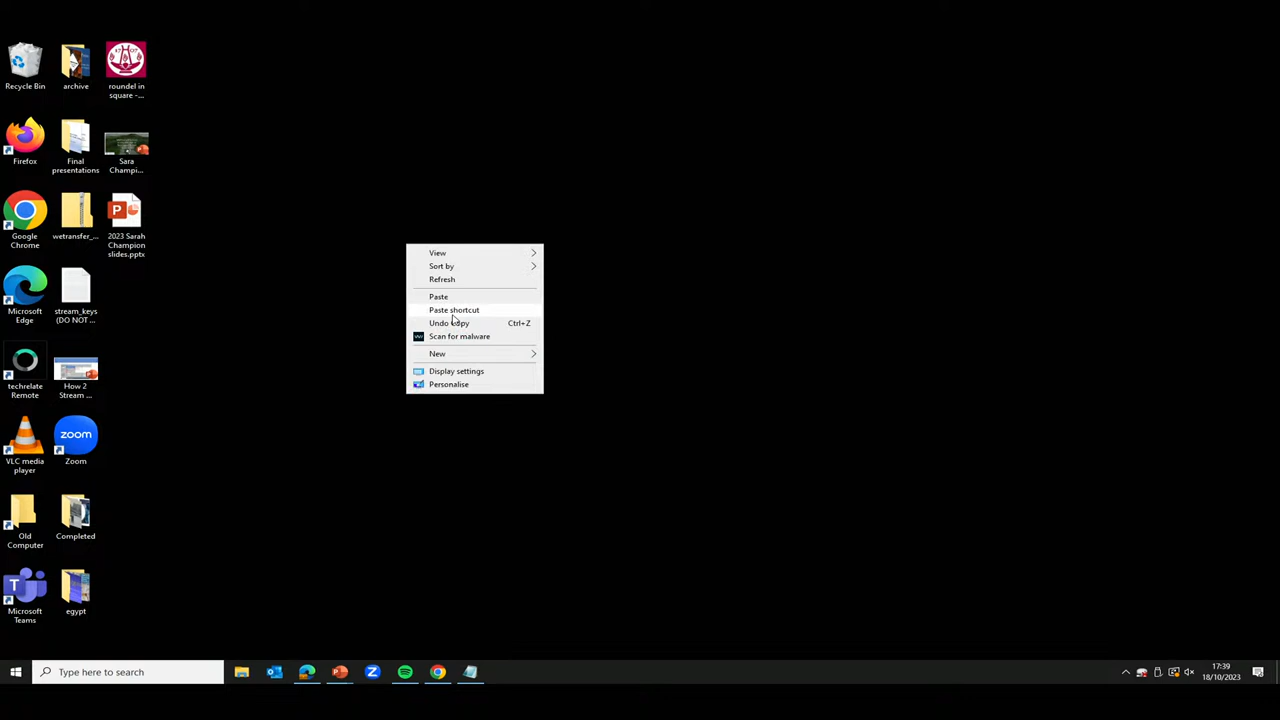 Recycle Bin
archive
roundel in
square -...
Firefox
Final
presentations
Sara
Champi...
Google
Chrome
wetransfer_...
2023 Sarah
Champion
slides.pptx
Microsoft
Edge
stream_keys
(DO NOT ...
techrelate
Remote
How 2
Stream ...
VLC media
player
zoom
Zoom
Old
Computer
Completed
Microsoft
Teams
egypt
View
Sort by
Refresh
Paste
Paste shortcut
Undo Copy Ctrl+Z
Scan for malware
New
Display settings
Personalise
Type here to search
17:39
18/10/2023